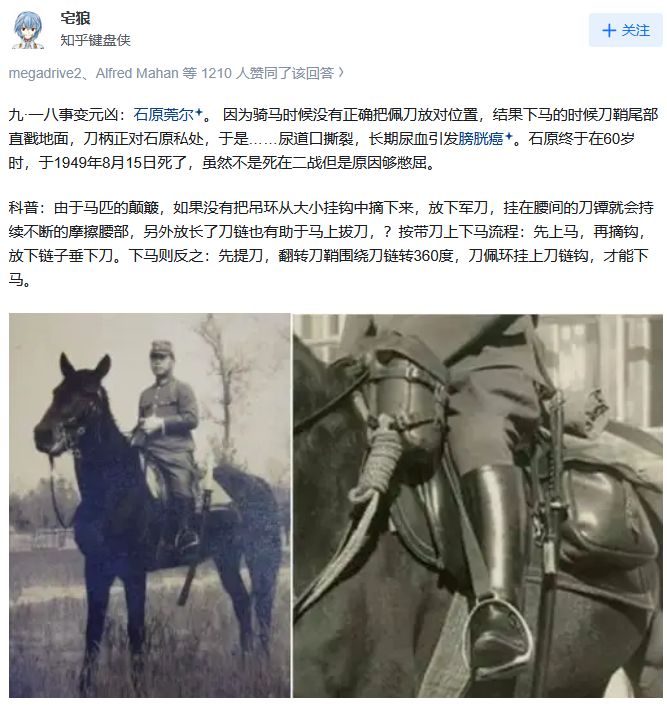 宅狼
知乎键盘侠
+ 关注
megadrive2、Alfred Mahan 等 1210 人赞同了该回答 >
九·一八事变元凶：石原莞尔。 因为骑马时候没有正确把佩刀放对位置，结果下马的时候刀鞘尾部
直戳地面，刀柄正对石原私处，于是……尿道口撕裂，长期尿血引发膀胱癌。石原终于在60岁
时，于1949年8月15日死了，虽然不是死在二战但是原因够憋屈。
科普：由于马匹的颠簸，如果没有把吊环从大小挂钩中摘下来，放下军刀，挂在腰间的刀镡就会持
续不断的摩擦腰部，另外放长了刀链也有助于马上拔刀，？按带刀上下马流程：先上马，再摘钩，
放下链子垂下刀。下马则反之：先提刀，翻转刀鞘围绕刀链转360度，刀佩环挂上刀链钩，才能下
马。